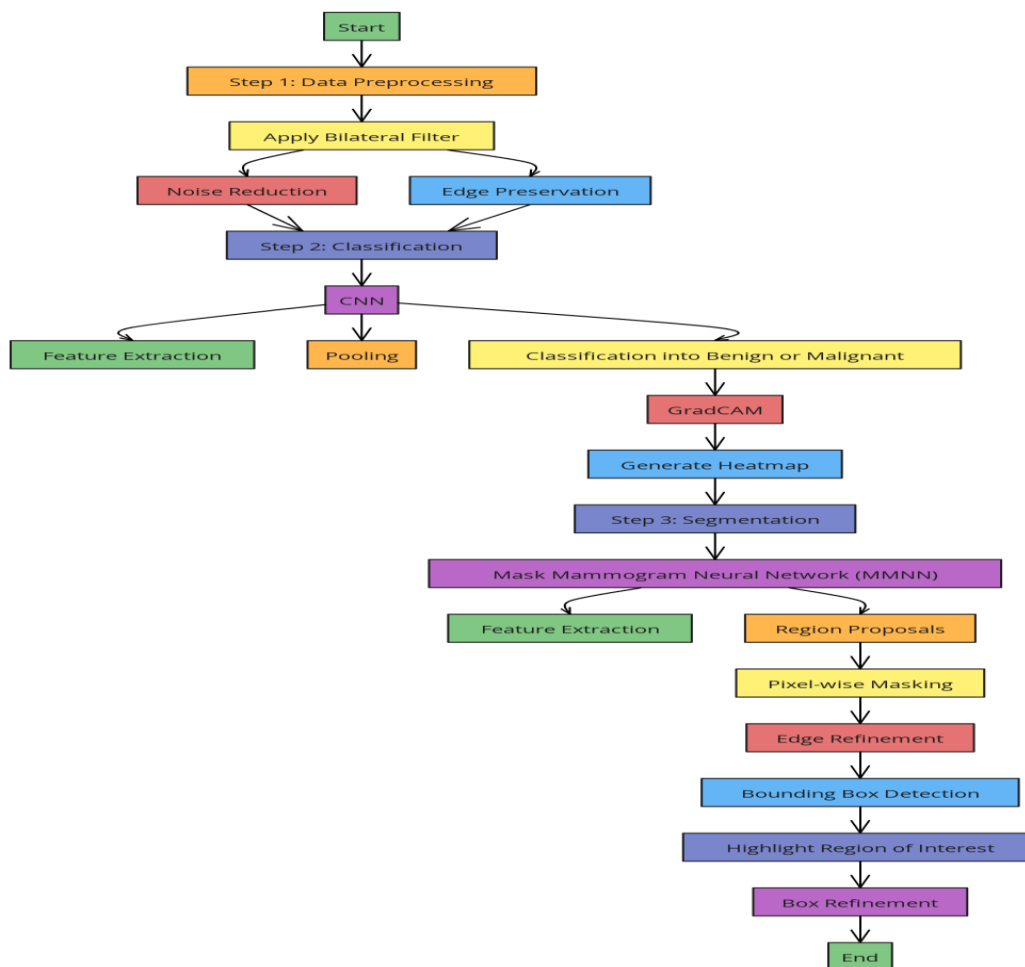 Start
Step 1: Data Preprocessing
Apply Bilateral Filter
Noise Reduction
Edge Preservation
Step 2: Classification
CNN
Feature Extraction
Pooling
Classification into Benign or Malignant
GradCAM
Generate Heatmap
Step 3: Segmentation
Mask Mammogram Neural Network (MMNN)
Feature Extraction
Region Proposals
Pixel-wise Masking
Edge Refinement
Bounding Box Detection
Highlight Region of Interest
Box Refinement
End